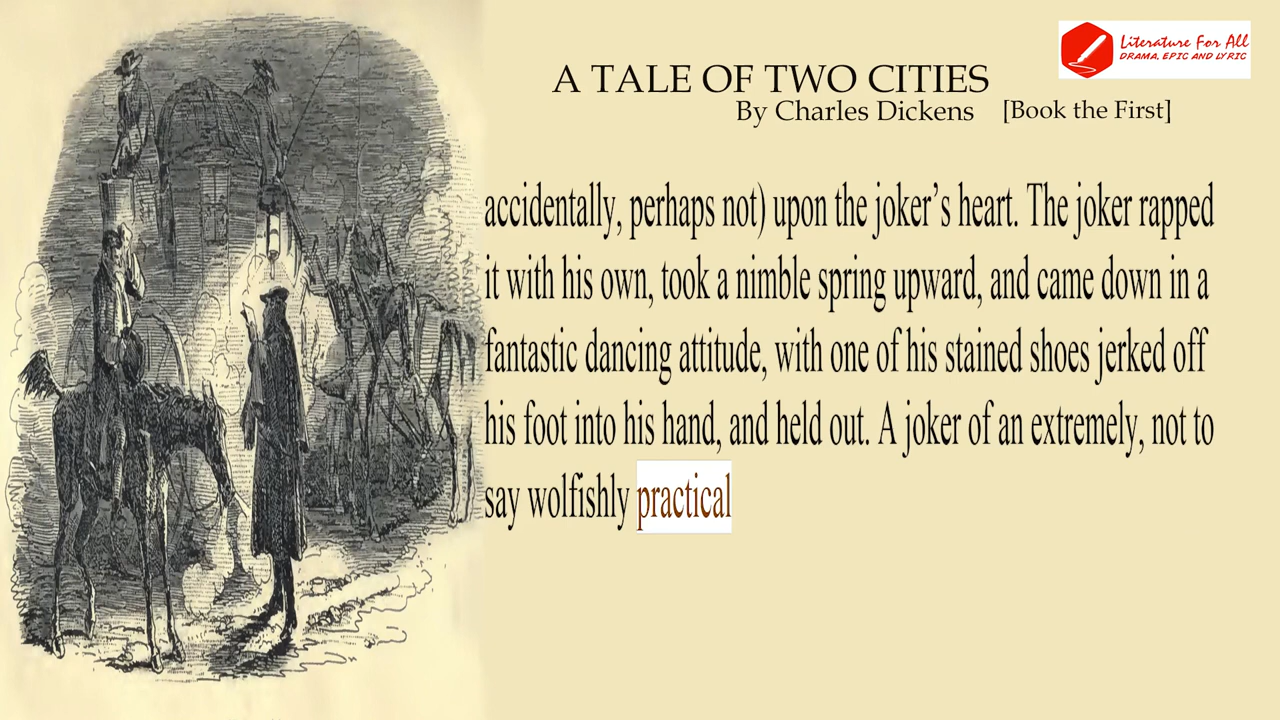 Literature For All
DRAMA, EPIC AND LYRIC
A TALE OF TWO CITIES
By Charles Dickens [Book the First]
accidentally, perhaps not) upon the joker’s heart. The joker rapped
it with his own, took a nimble spring upward, and came down in a
fantastic dancing attitude, with one of his stained shoes jerked off
his foot into his hand, and held out. A joker of an extremely, not to
say wolfishly practical